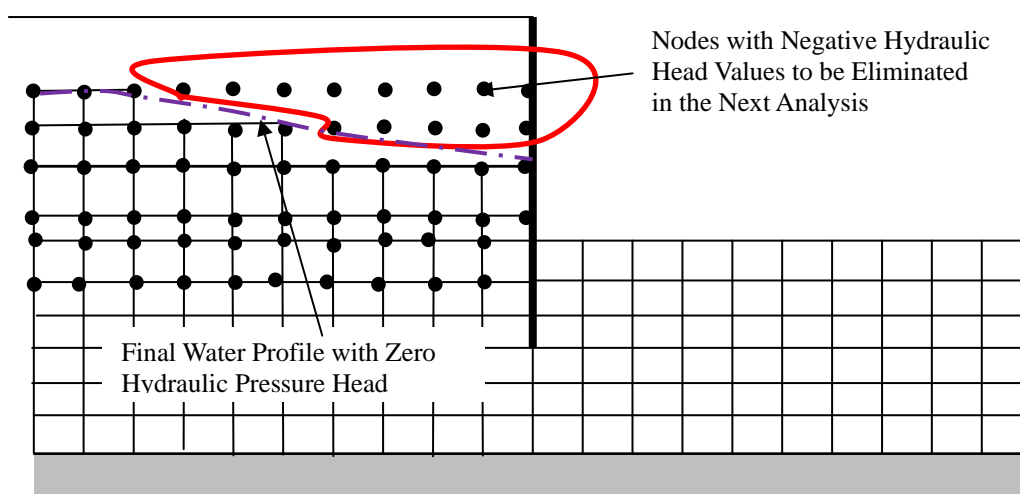 Nodes with Negative Hydraulic
Head Values to be Eliminated
in the Next Analysis
Final Water Profile with Zero
Hydraulic Pressure Head